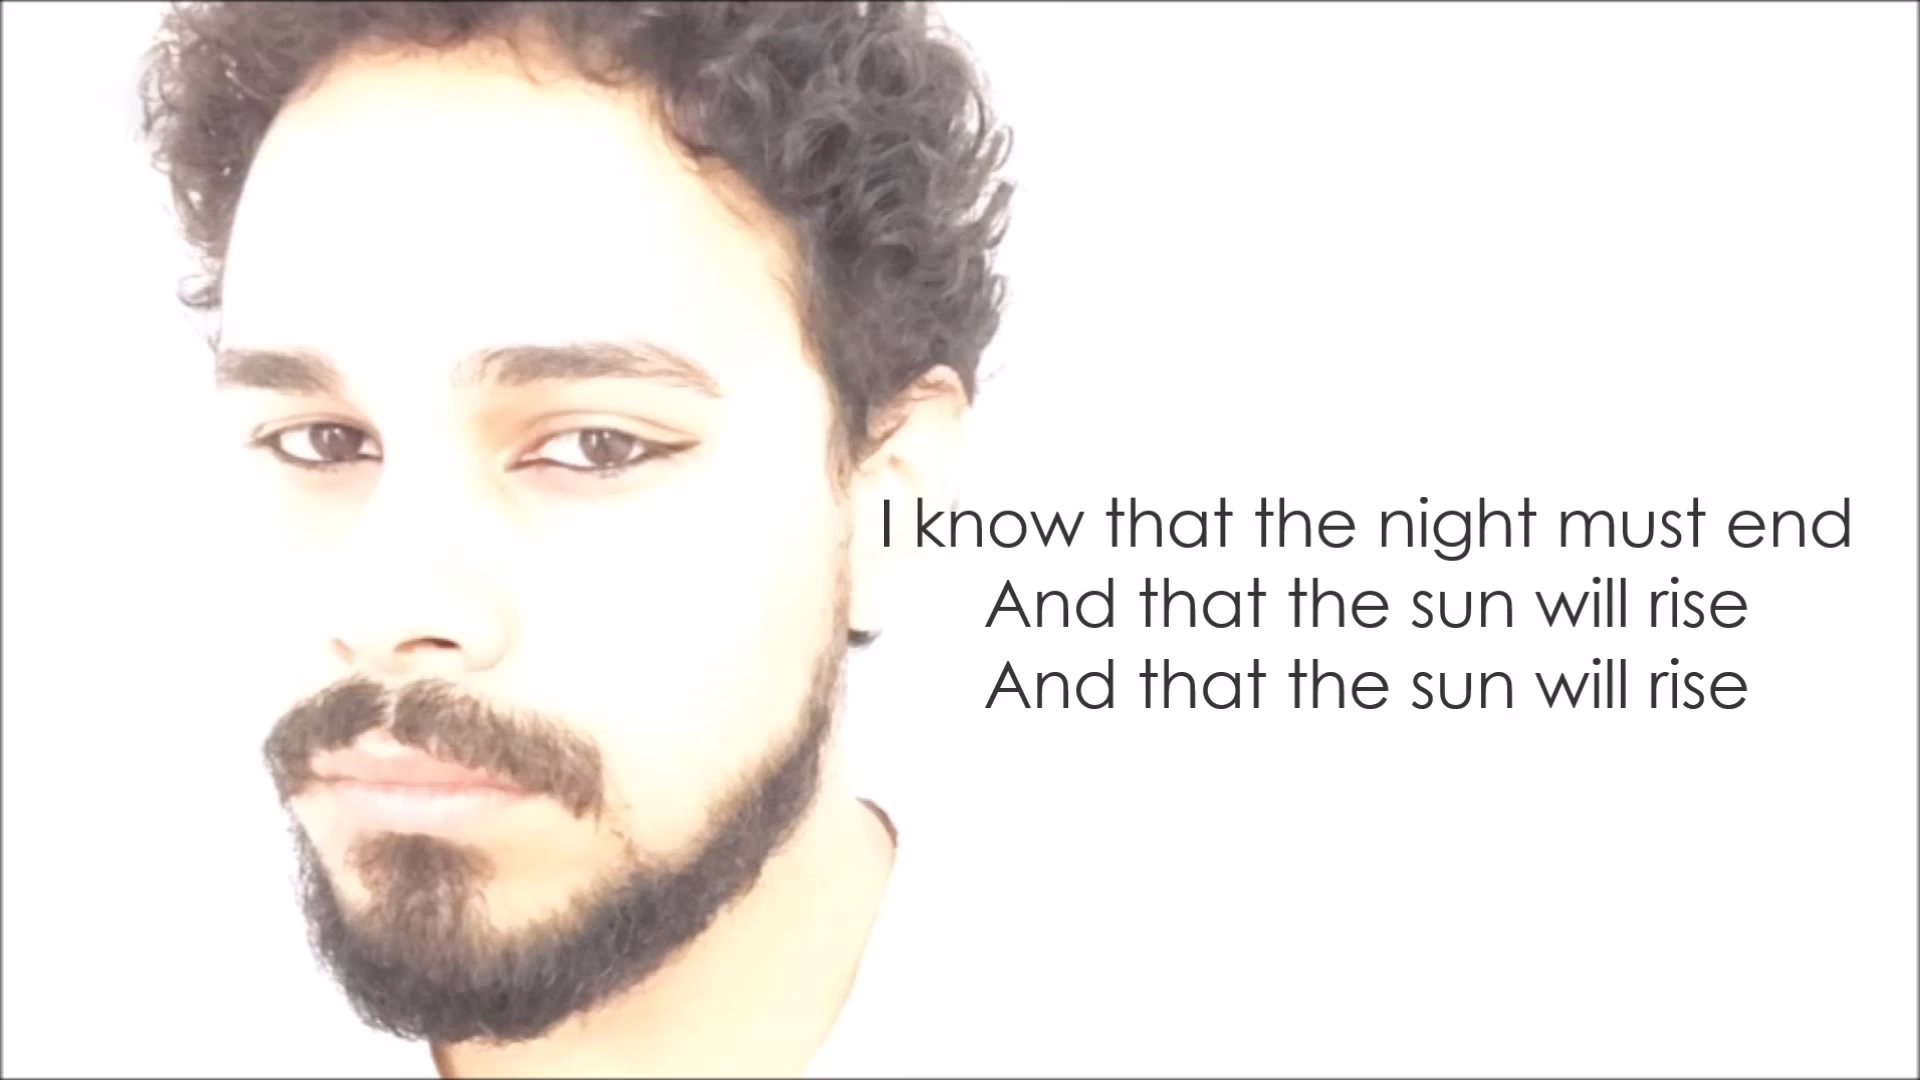 I know that the night must end
And that the sun will rise
And that the sun will rise